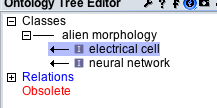 Ontology Tree Editor
Classes
alien morphology
electrical cell
neural network
Relations
Obsolete